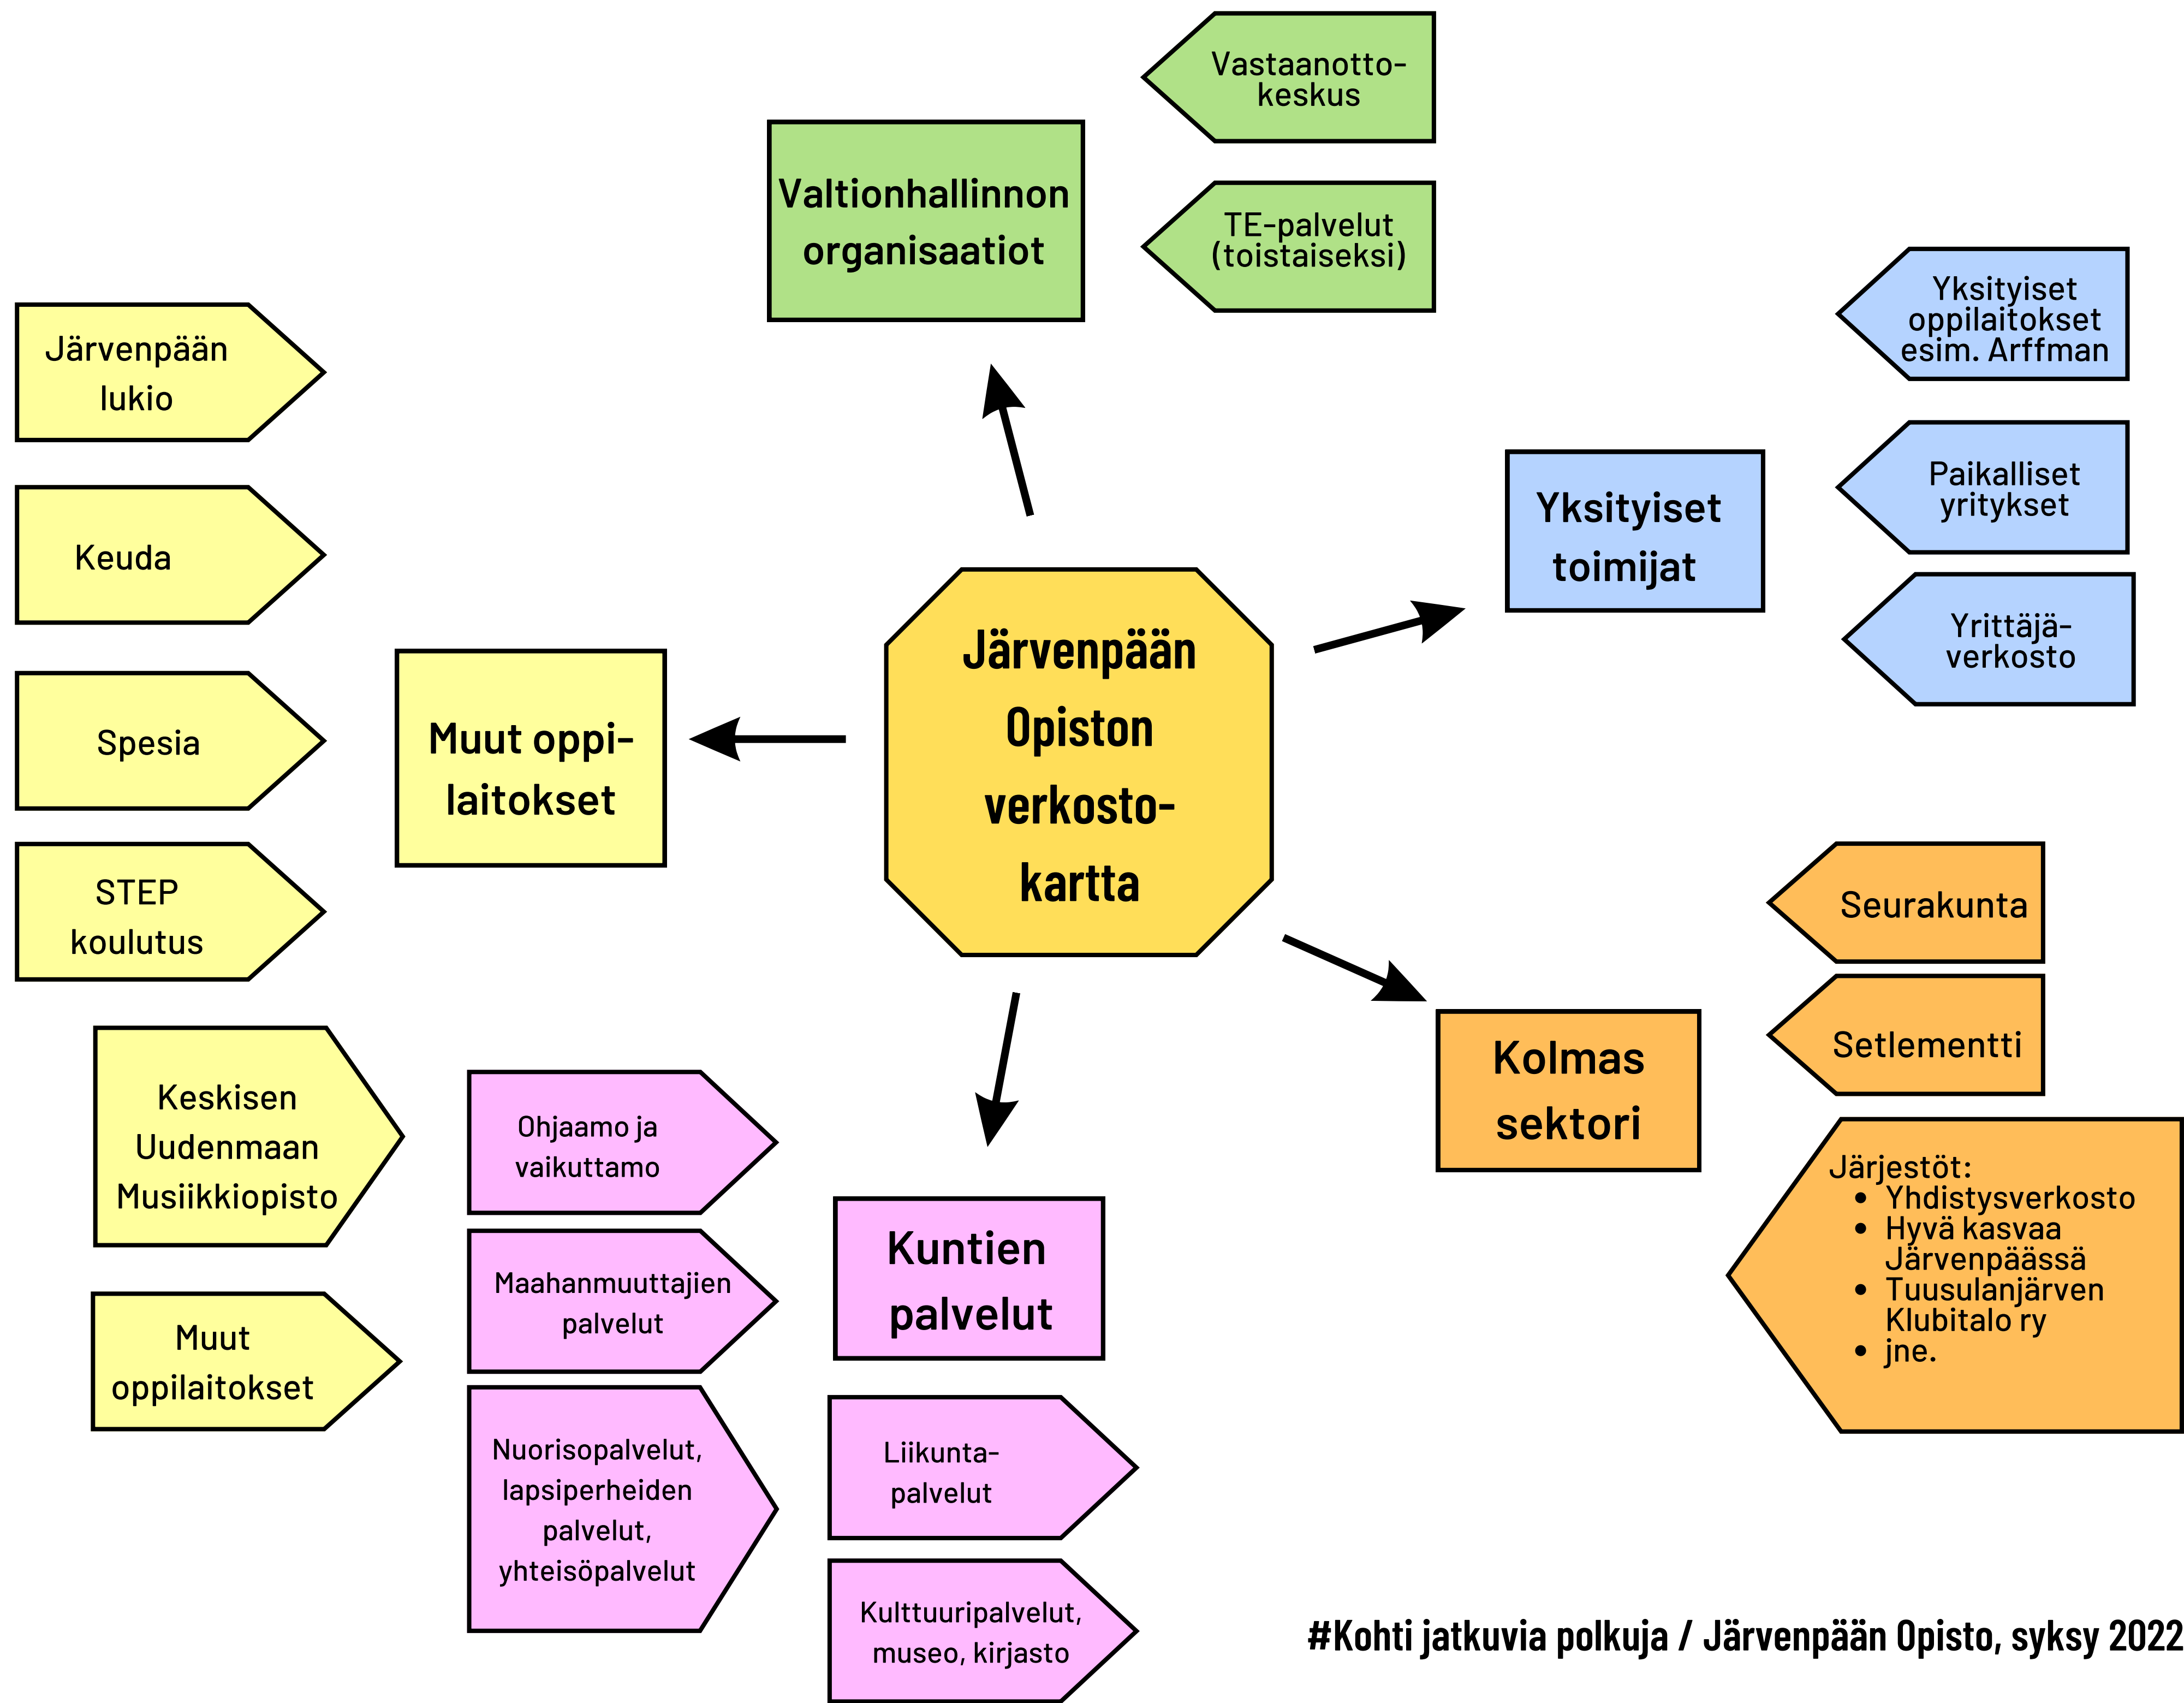 Vastaanotto-
keskus
Valtionhallinnon
organisaatiot
TE-palvelut
(toistaiseksi)
Yksityiset
oppilaitokset
esim. Arffman
Paikalliset
yritykset
Yrittäjä-
verkosto
Yksityiset
toimijat
Järvenpään
lukio
Keuda
Spesia
STEP
koulutus
Keskisen
Uudenmaan
Musiikkiopisto
Muut
oppilaitokset
Muut oppi-
laitokset
Järvenpään
Opiston
verkosto-
kartta
Seurakunta
Setlementti
Järjestöt:
• Yhdistysverkosto
• Hyvä kasvaa
Järvenpäässä
• Tuusulanjärven
Klubitalo ry
• jne.
Kolmas
sektori
Ohjaamo ja
vaikuttamo
Maahanmuuttajien
palvelut
Nuorisopalvelut,
lapsiperheiden
palvelut,
yhteisöpalvelut
Kuntien
palvelut
Liikunta-
palvelut
Kulttuuripalvelut,
museo, kirjasto
#Kohti jatkuvia polkuja / Järvenpään Opisto, syksy 2022